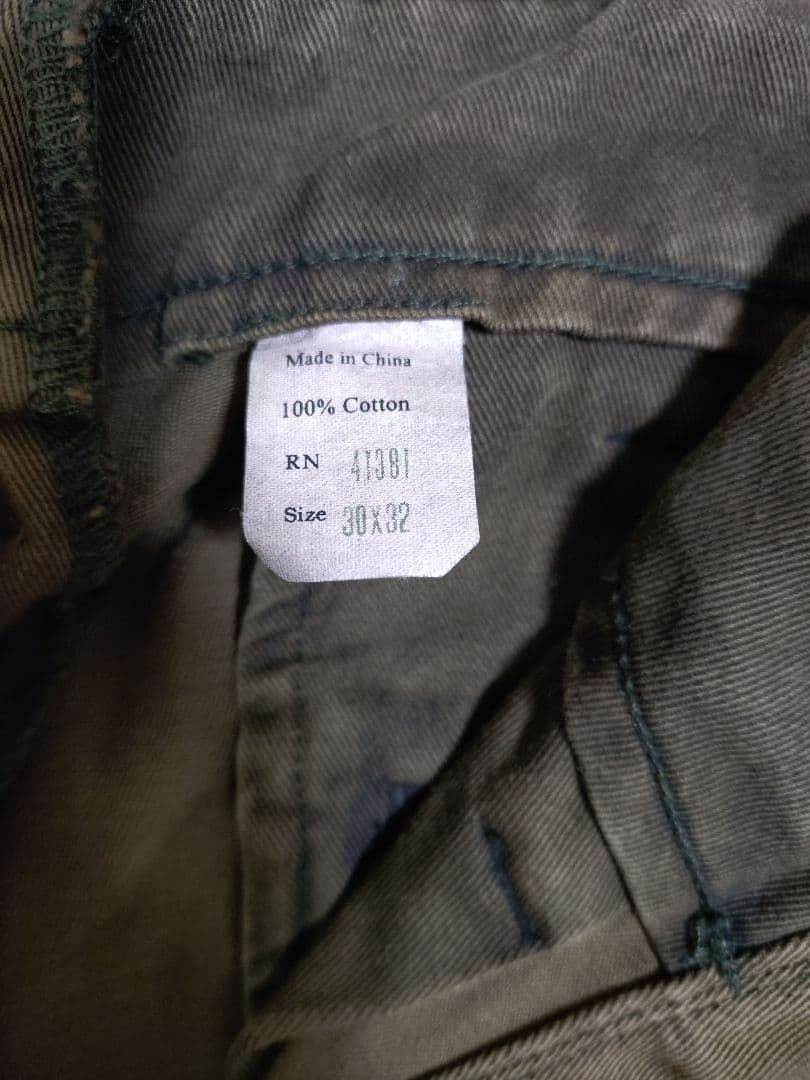 Made in China
100% Cotton
RN 41381
Size 30X32